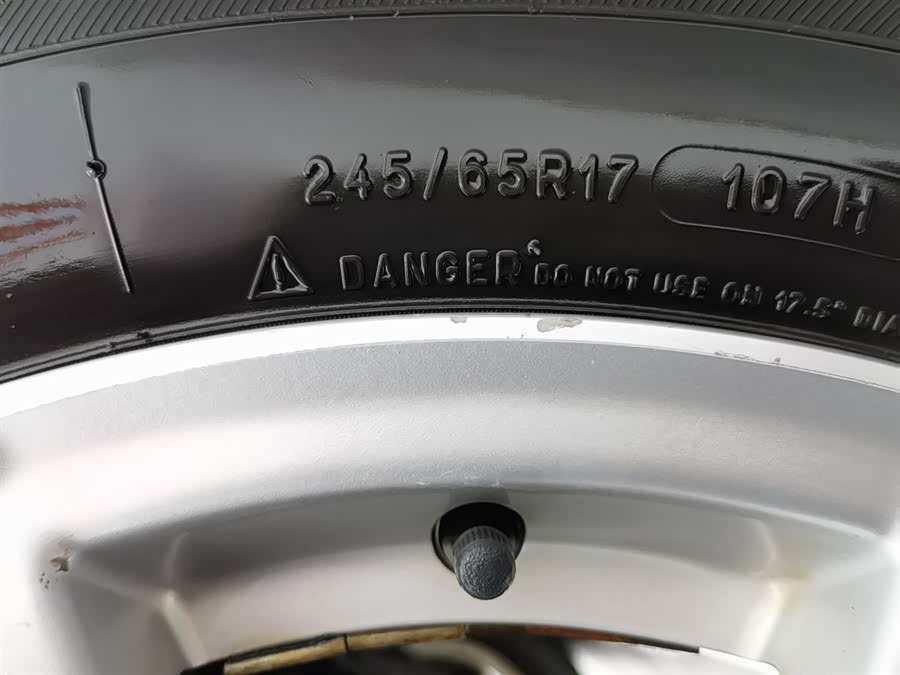 245/65R17 107H
DANGER DO NOT USE ON 17.5" DIA